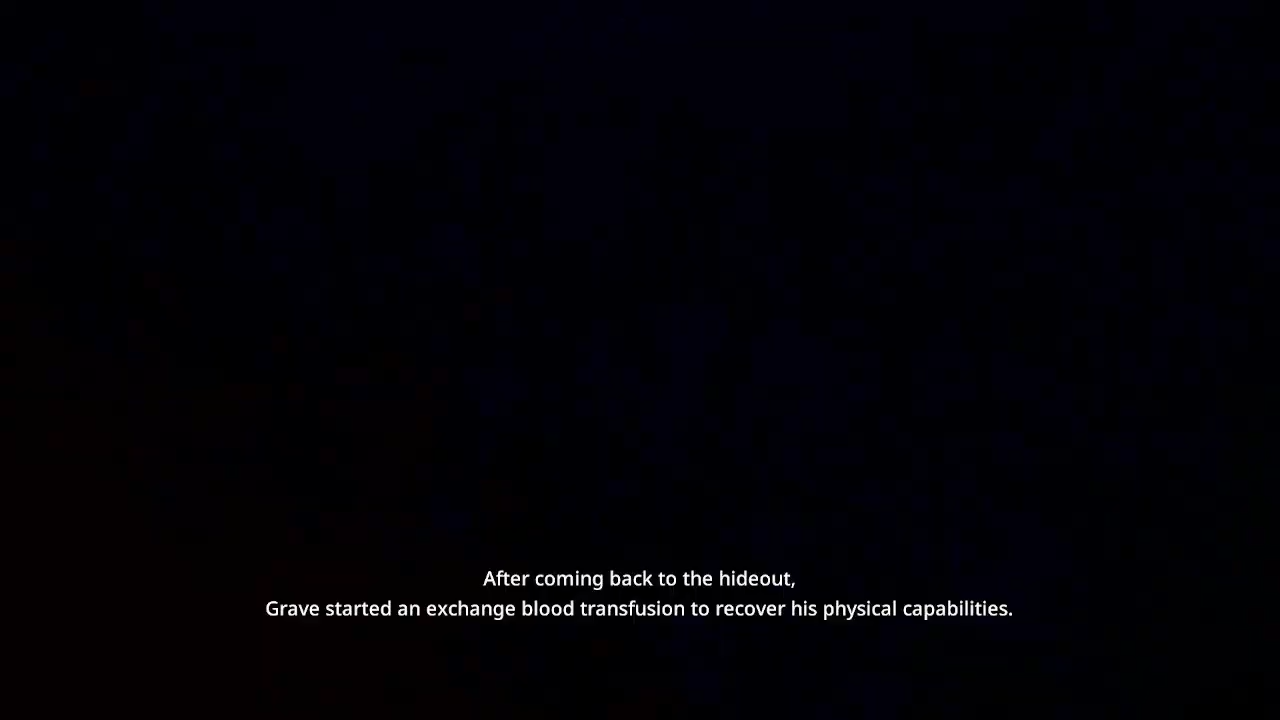 After coming back to the hideout,
Grave started an exchange blood transfusion to recover his physical capabilities.